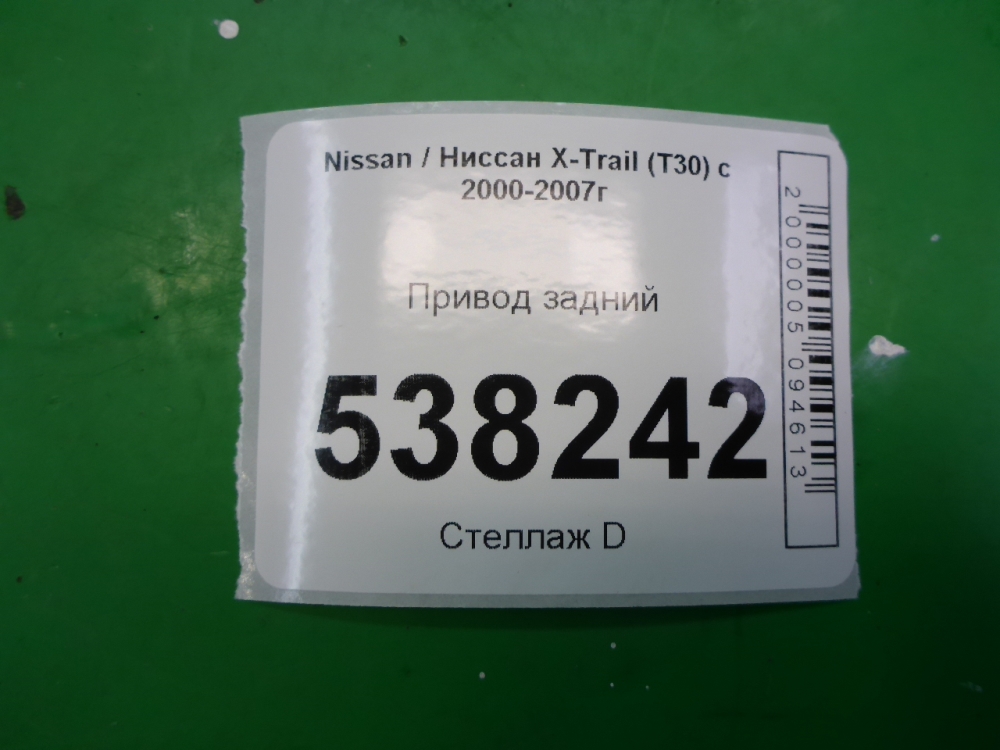 Nissan / Ниссан X-Trail (T30) с
2000-2007г
Привод задний
538242
Стеллаж D
2000005094613